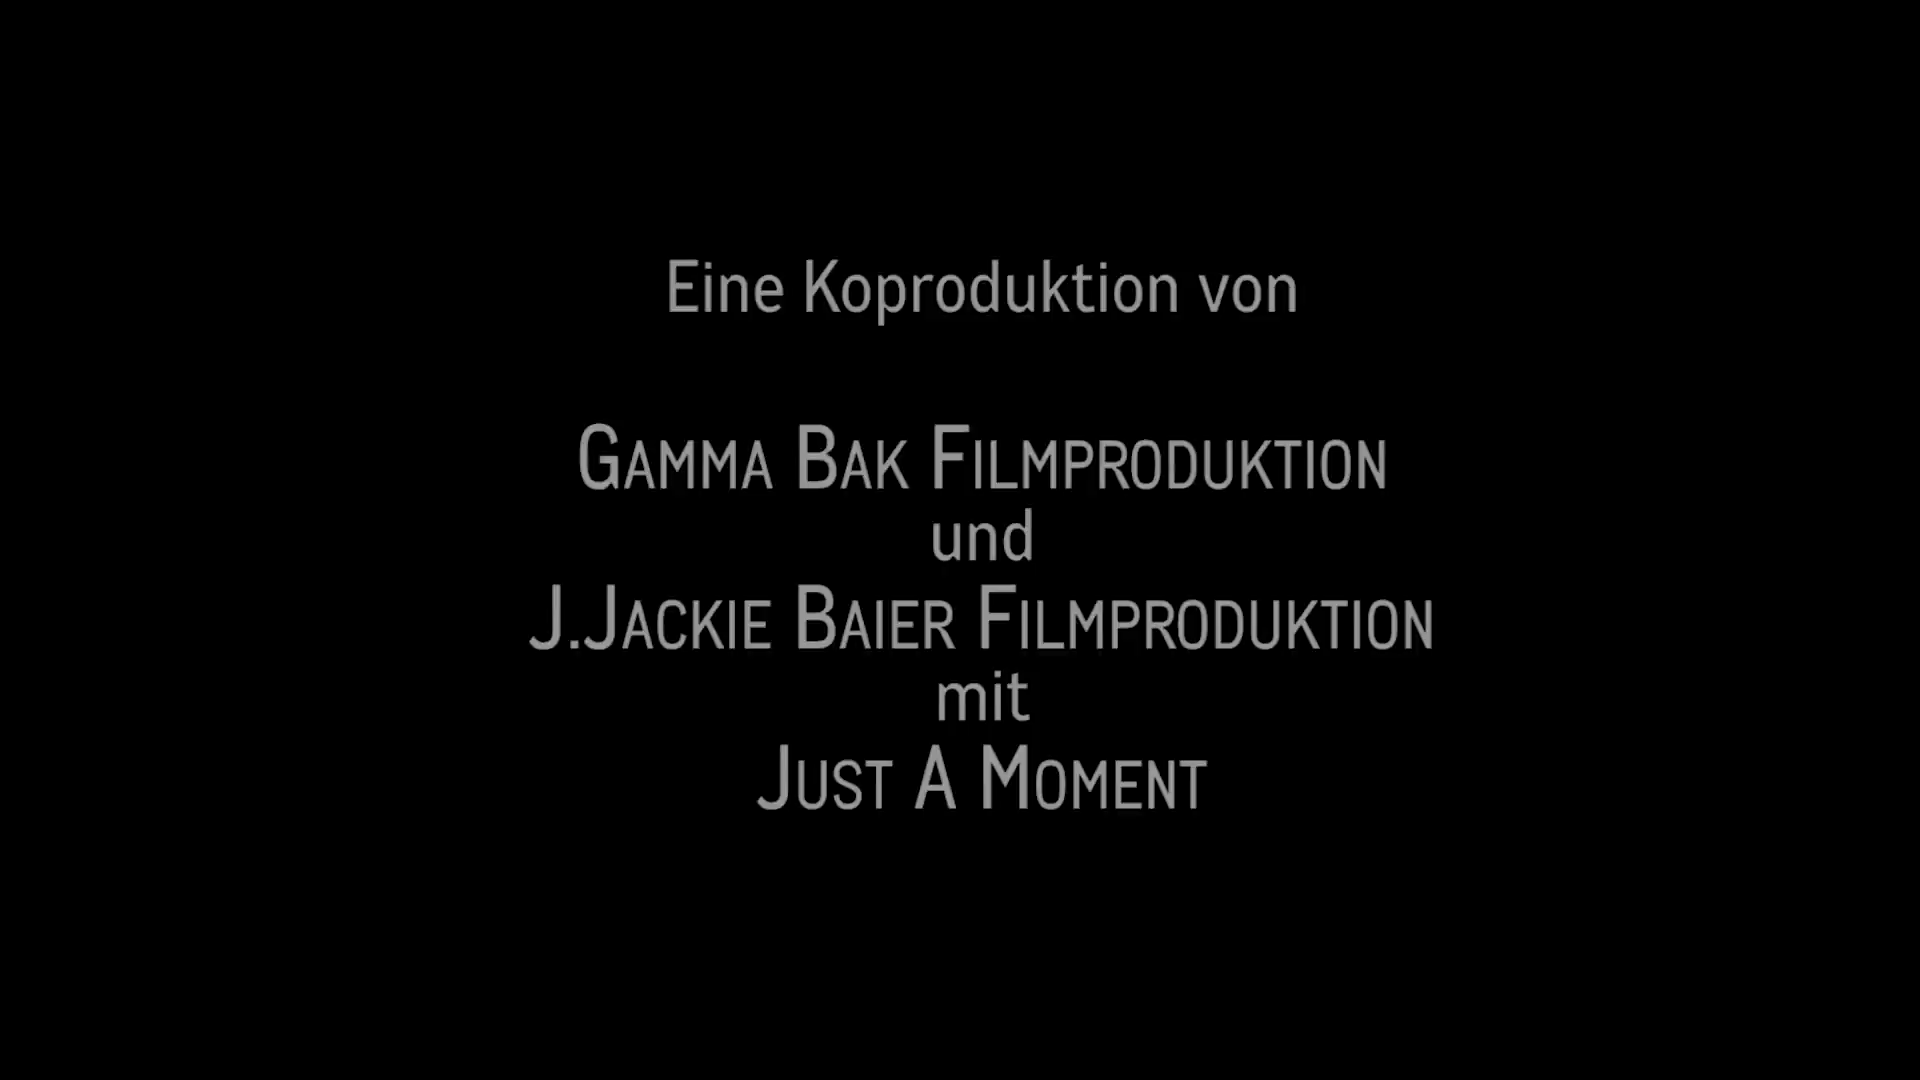 Eine Koproduktion von
GAMMA BAK FILMPRODUKTION
und
J.JACKIE BAIER FILMPRODUKTION
mit
JUST A MOMENT